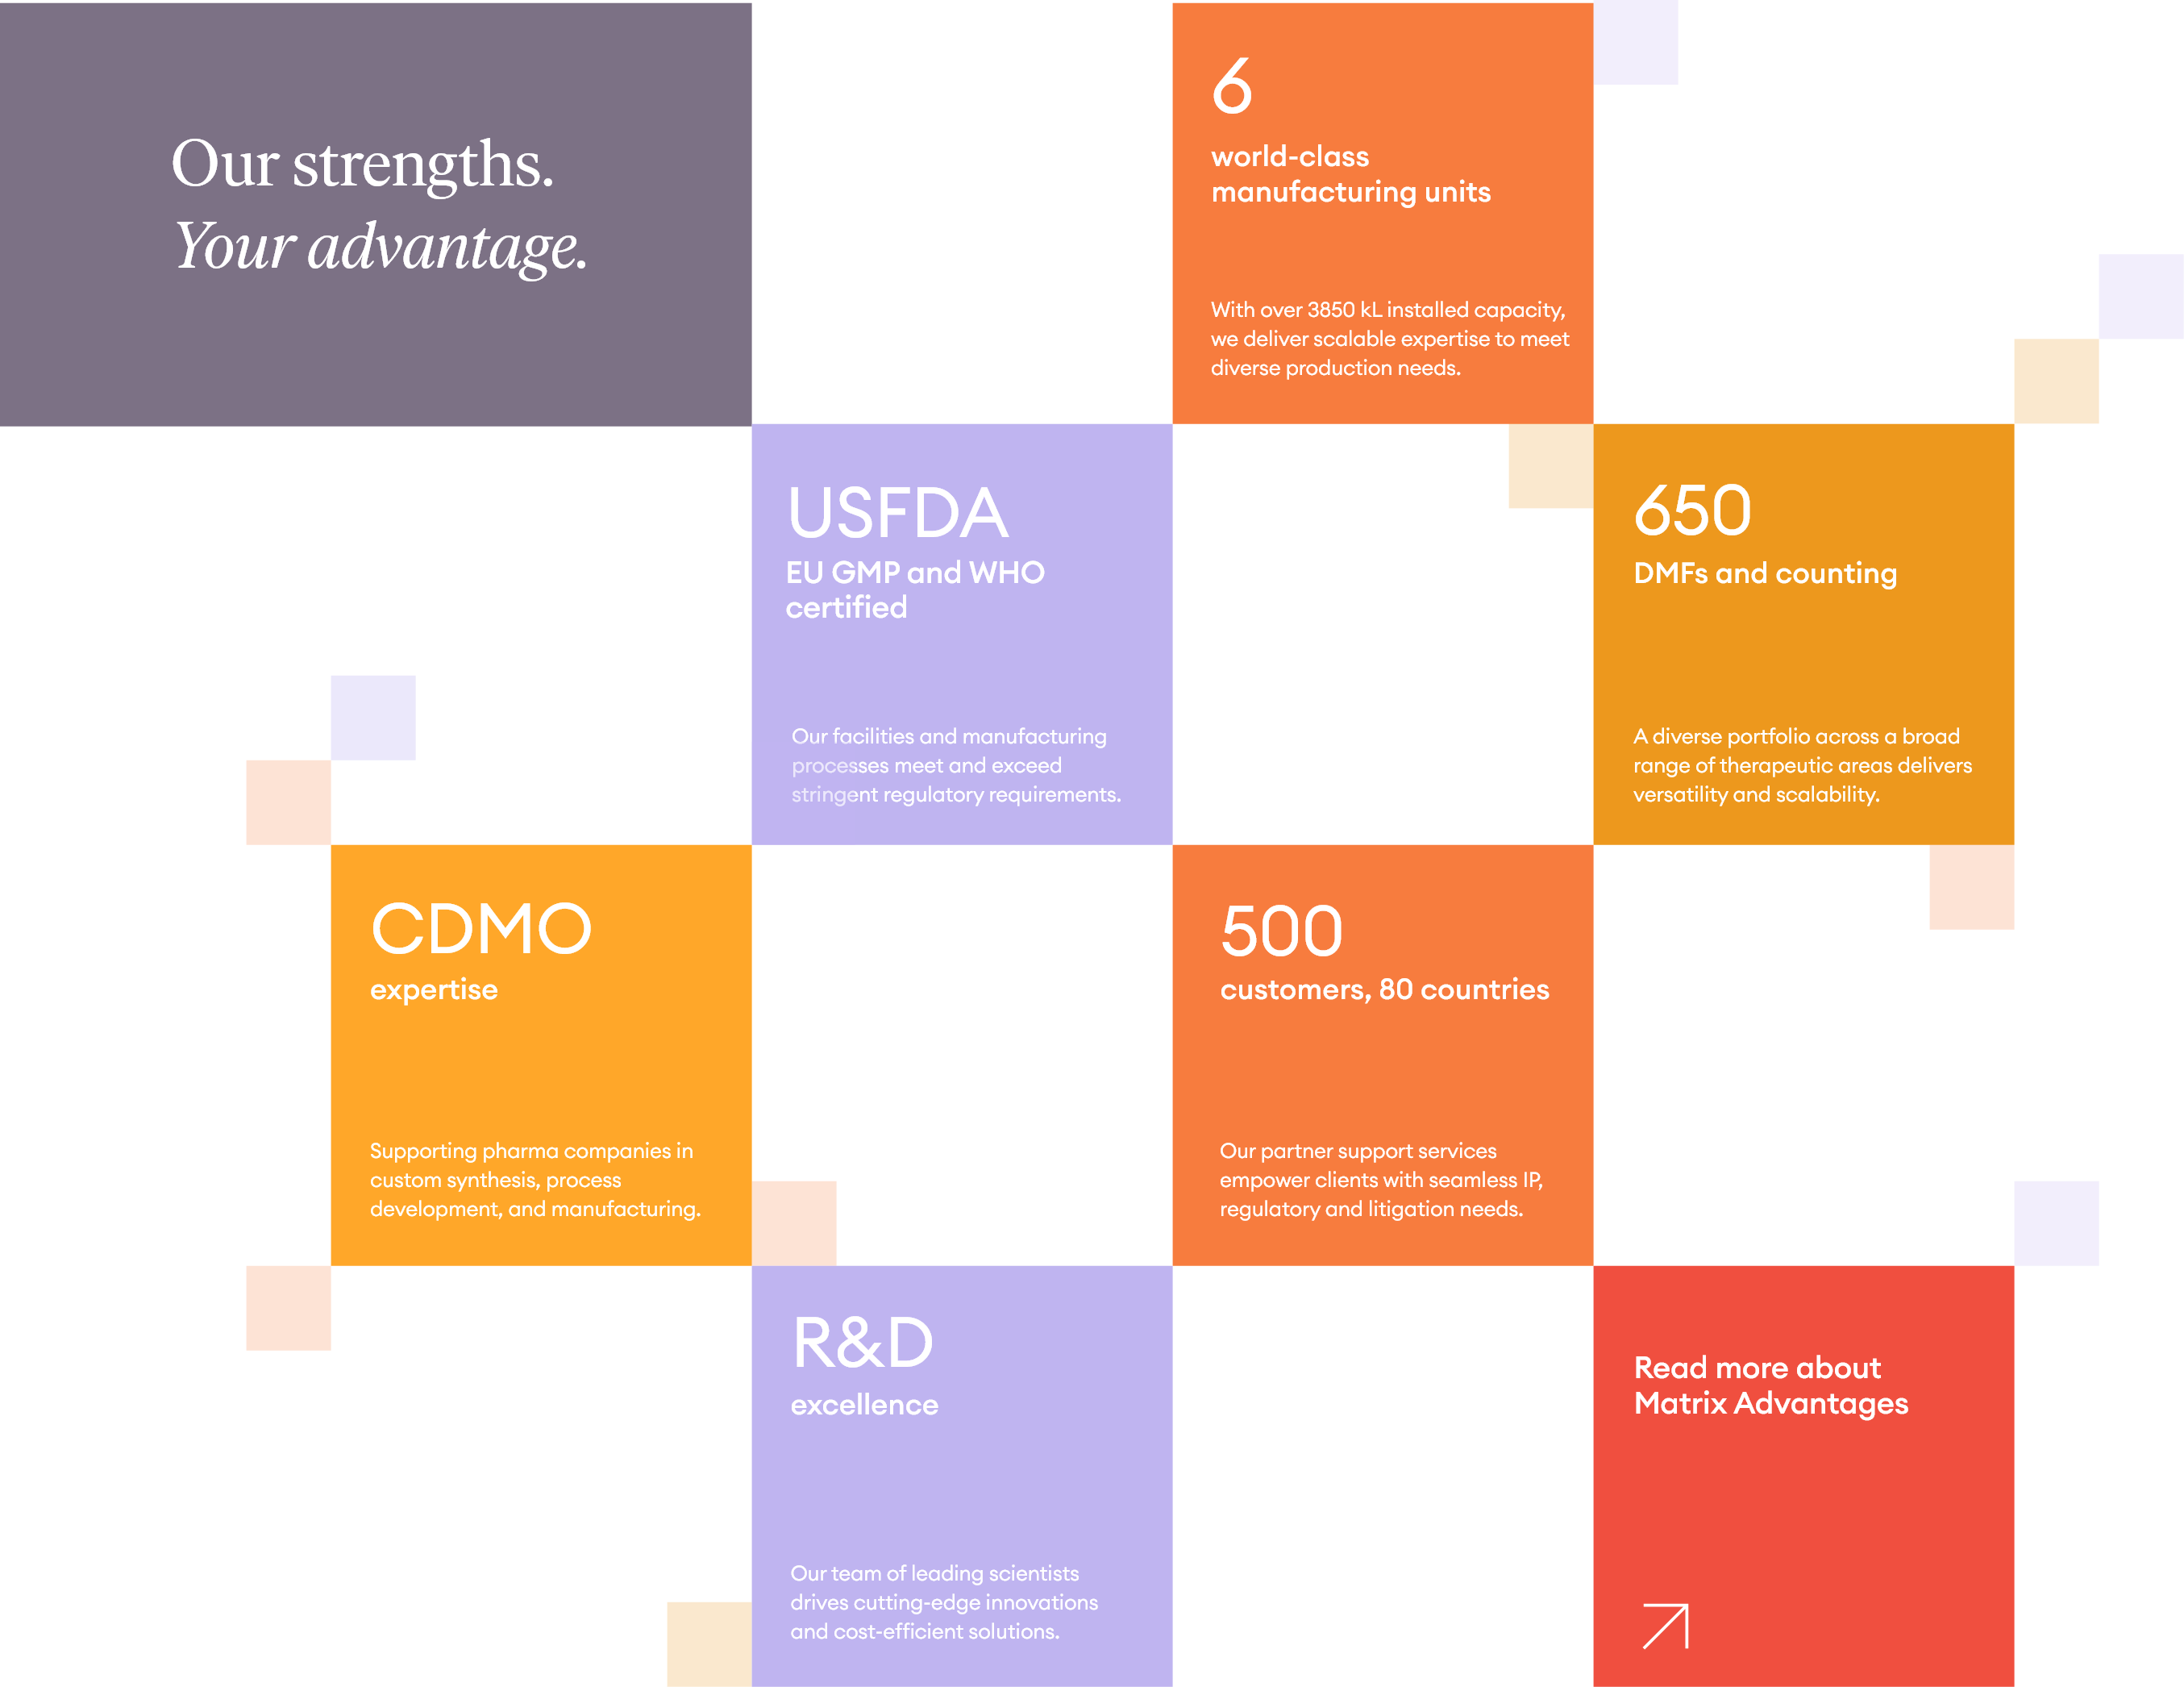 Our strengths.
Your advantage.
6
world-class
manufacturing units
With over 3850 kL installed capacity,
we deliver scalable expertise to meet
diverse production needs.
USFDA
EU GMP and WHO
certified
Our facilities and manufacturing
processes meet and exceed
stringent regulatory requirements.
650
DMFs and counting
A diverse portfolio across a broad
range of therapeutic areas delivers
versatility and scalability.
CDMO
expertise
Supporting pharma companies in
custom synthesis, process
development, and manufacturing.
500
customers, 80 countries
Our partner support services
empower clients with seamless IP,
regulatory and litigation needs.
R&D
excellence
Our team of leading scientists
drives cutting-edge innovations
and cost-efficient solutions.
Read more about
Matrix Advantages